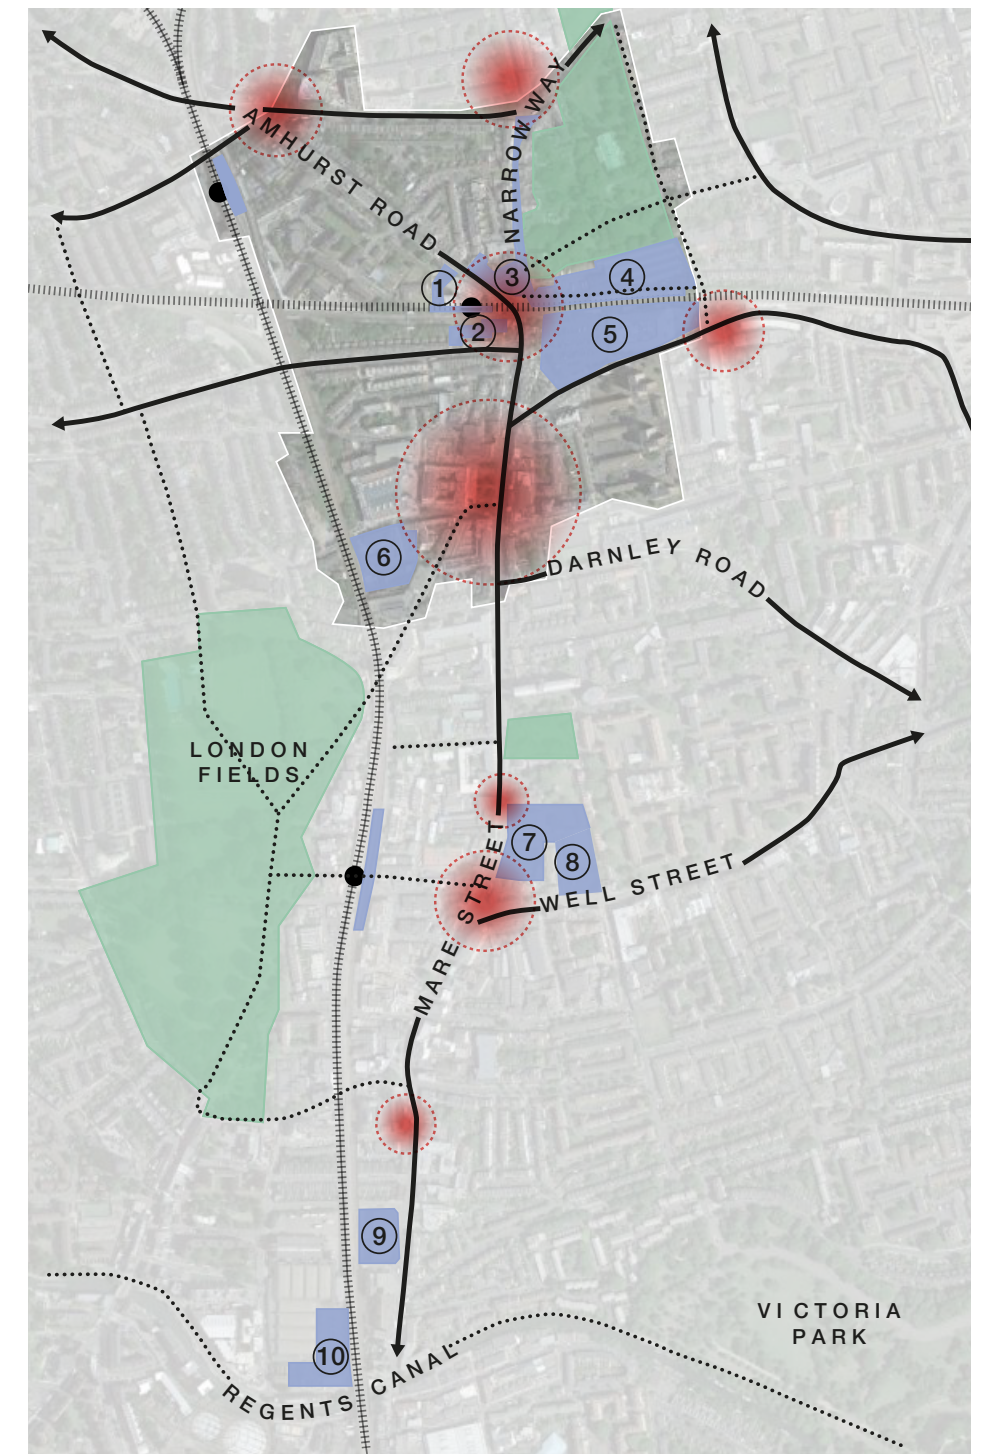 AMHURST ROAD
NARROW WAY
1
2
3
4
5
6
DARNLEY ROAD
LONDON
FIELDS
7
8
WELL STREET
MARE STREET
9
VICTORIA
PARK
10
REGENTS CANAL